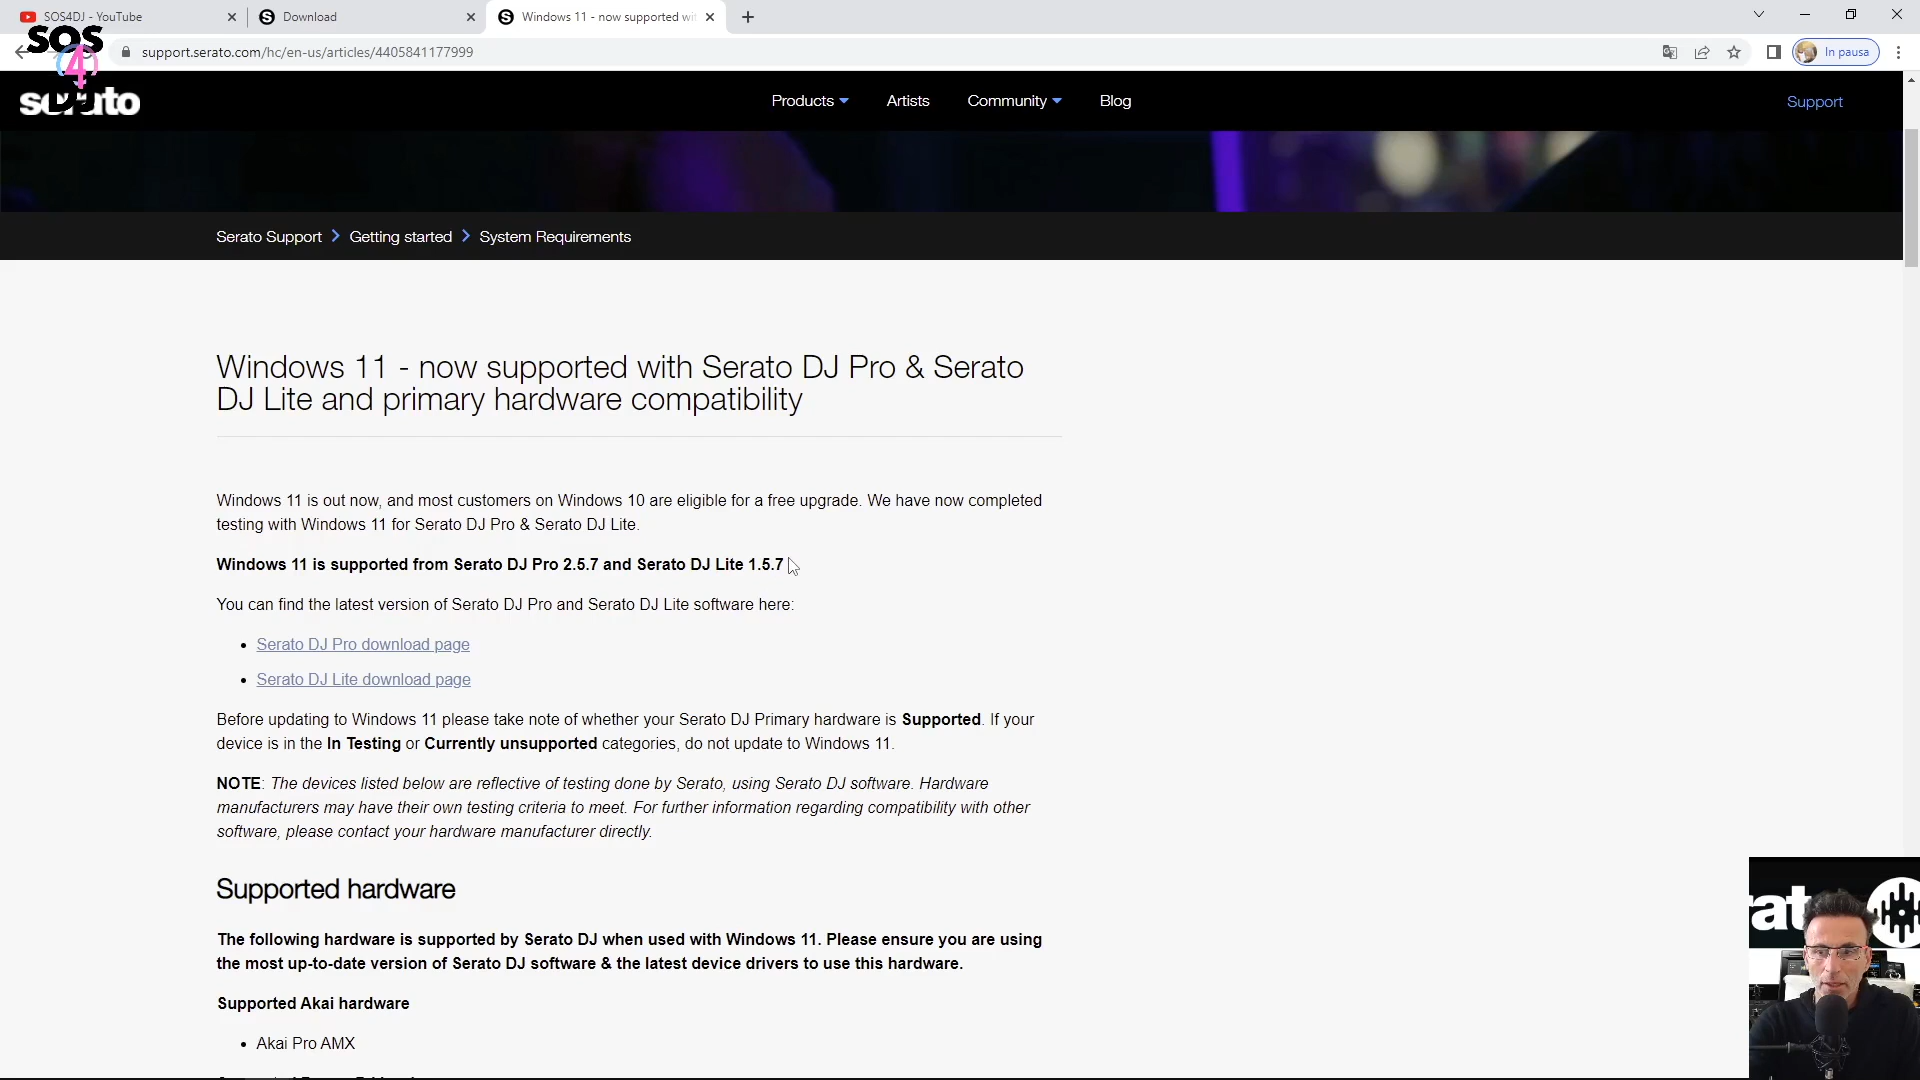 SOS4DJ - YouTube
Download
Windows 11 - now supported wi
support.serato.com/hc/en-us/articles/4405841177999
In pausa
SOS
4
DJ
serato
Products
Artists
Community
Blog
Support
Serato Support > Getting started > System Requirements
Windows 11 - now supported with Serato DJ Pro & Serato
DJ Lite and primary hardware compatibility
Windows 11 is out now, and most customers on Windows 10 are eligible for a free upgrade. We have now completed
testing with Windows 11 for Serato DJ Pro & Serato DJ Lite.
Windows 11 is supported from Serato DJ Pro 2.5.7 and Serato DJ Lite 1.5.7
You can find the latest version of Serato DJ Pro and Serato DJ Lite software here:
• Serato DJ Pro download page
• Serato DJ Lite download page
Before updating to Windows 11 please take note of whether your Serato DJ Primary hardware is Supported. If your
device is in the In Testing or Currently unsupported categories, do not update to Windows 11.
NOTE: The devices listed below are reflective of testing done by Serato, using Serato DJ software. Hardware
manufacturers may have their own testing criteria to meet. For further information regarding compatibility with other
software, please contact your hardware manufacturer directly.
Supported hardware
The following hardware is supported by Serato DJ when used with Windows 11. Please ensure you are using
the most up-to-date version of Serato DJ software & the latest device drivers to use this hardware.
Supported Akai hardware
• Akai Pro AMX
rat